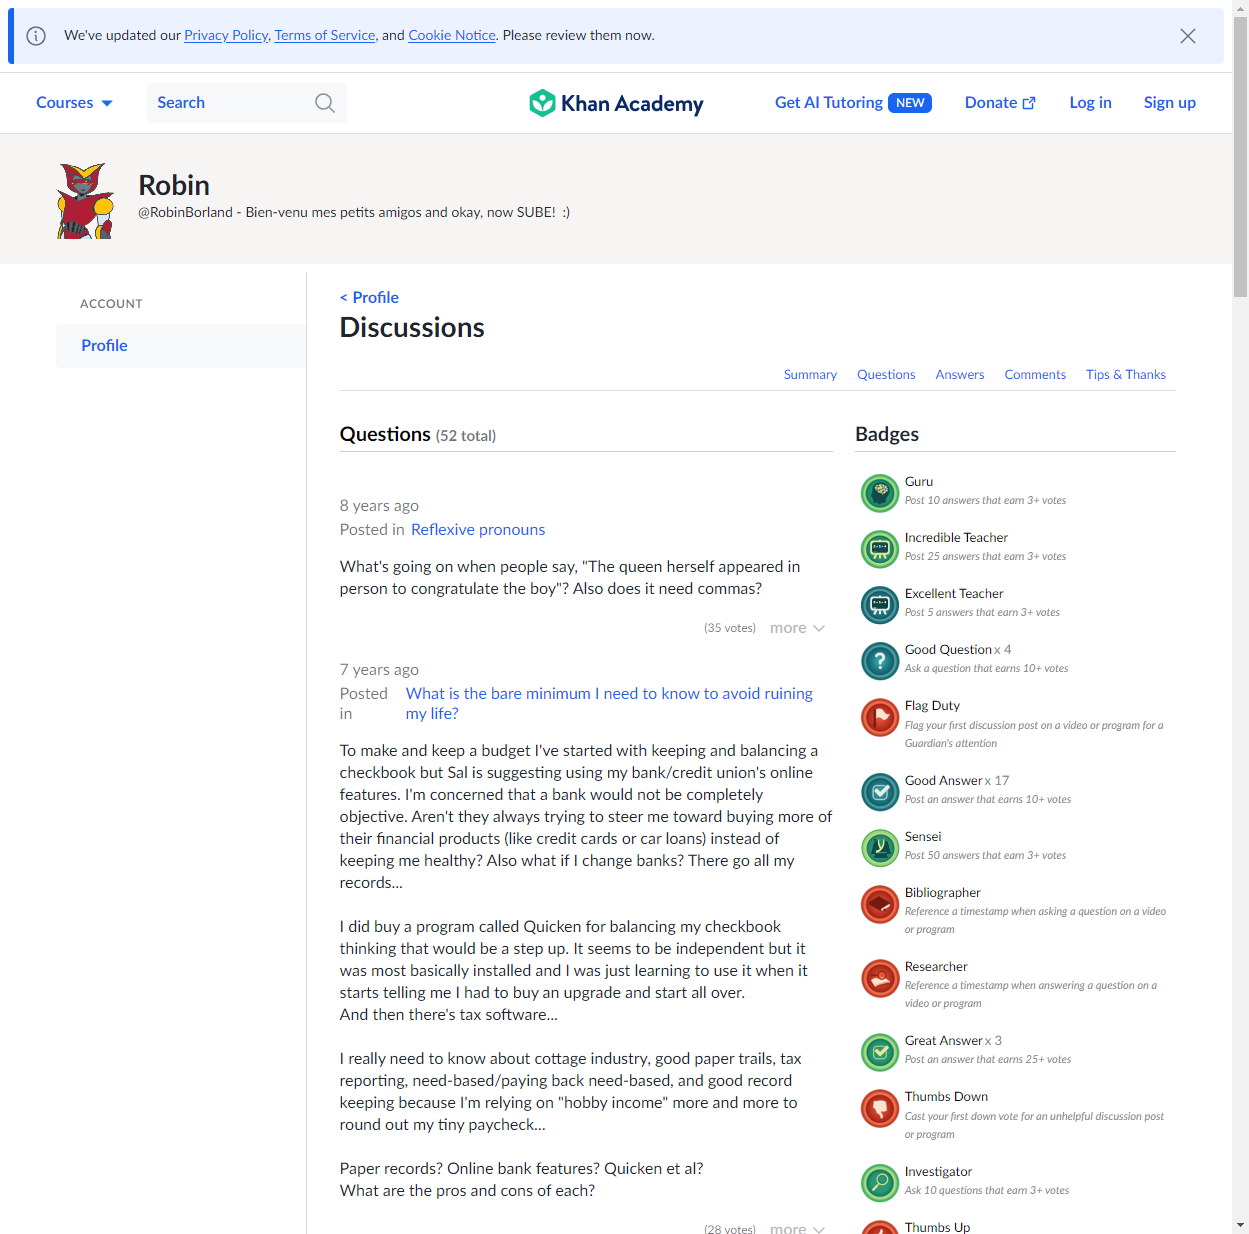 We've updated our Privacy Policy, Terms of Service, and Cookie Notice. Please review them now.
Courses
Search
Khan Academy
Get AI Tutoring NEW
Donate
Log in
Sign up
Robin
@RobinBorland - Bien-venu mes petits amigos and okay, now SUBE! :)
ACCOUNT
Profile
< Profile
Discussions
Summary
Questions
Answers
Comments
Tips & Thanks
Questions (52 total)
8 years ago
Posted in Reflexive pronouns
What's going on when people say, "The queen herself appeared in
person to congratulate the boy"? Also does it need commas?
(35 votes) more
7 years ago
Posted What is the bare minimum I need to know to avoid ruining
in my life?
To make and keep a budget I've started with keeping and balancing a
checkbook but Sal is suggesting using my bank/credit union's online
features. I'm concerned that a bank would not be completely
objective. Aren't they always trying to steer me toward buying more of
their financial products (like credit cards or car loans) instead of
keeping me healthy? Also what if I change banks? There go all my
records...
I did buy a program called Quicken for balancing my checkbook
thinking that would be a step up. It seems to be independent but it
was most basically installed and I was just learning to use it when it
starts telling me I had to buy an upgrade and start all over.
And then there's tax software...
I really need to know about cottage industry, good paper trails, tax
reporting, need-based/paying back need-based, and good record
keeping because I'm relying on "hobby income" more and more to
round out my tiny paycheck...
Paper records? Online bank features? Quicken et al?
What are the pros and cons of each?
(28 votes) more
Badges
Guru
Post 10 answers that earn 3+ votes
Incredible Teacher
Post 25 answers that earn 3+ votes
Excellent Teacher
Post 5 answers that earn 3+ votes
Good Question x 4
Ask a question that earns 10+ votes
Flag Duty
Flag your first discussion post on a video or program for a
Guardian's attention
Good Answer x 17
Post an answer that earns 10+ votes
Sensei
Post 50 answers that earn 3+ votes
Bibliographer
Reference a timestamp when asking a question on a video
or program
Researcher
Reference a timestamp when answering a question on a
video or program
Great Answer x 3
Post an answer that earns 25+ votes
Thumbs Down
Cast your first down vote for an unhelpful discussion post
or program
Investigator
Ask 10 questions that earn 3+ votes
Thumbs Up